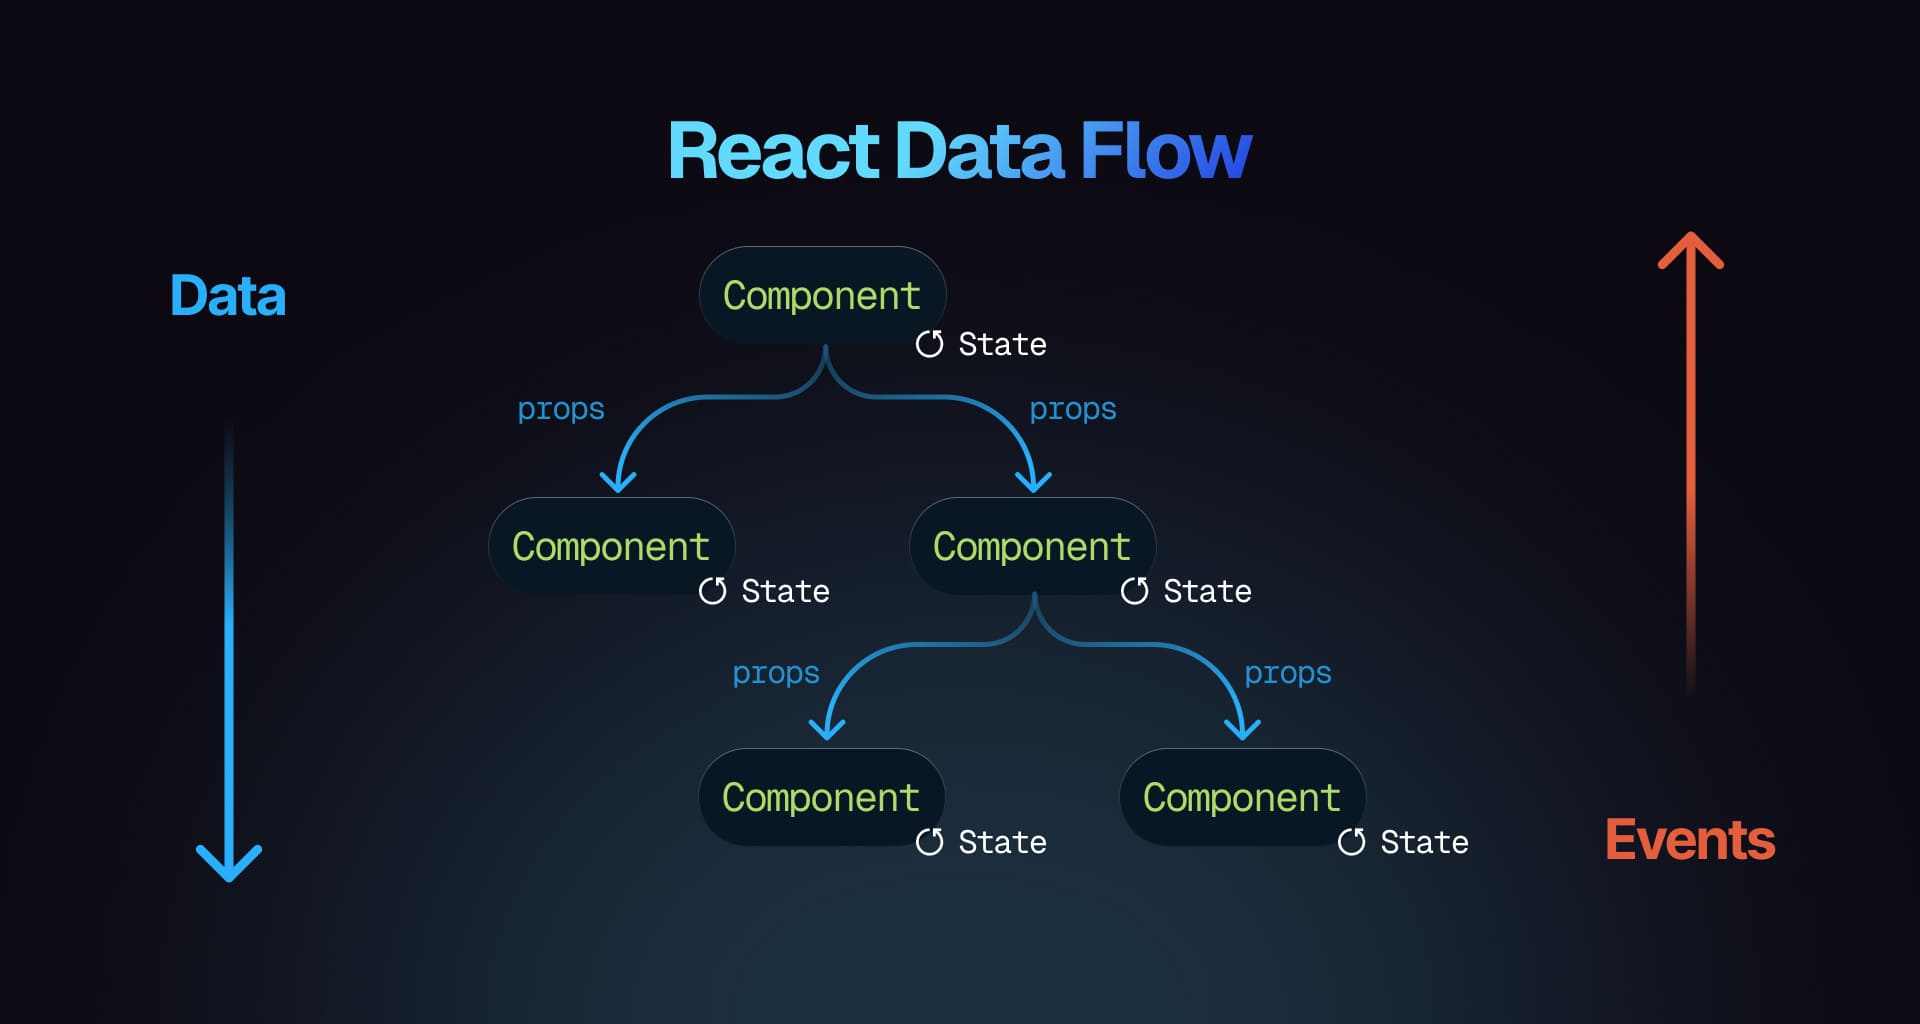 React Data Flow
Data
Component
State
props
props
Component
State
Component
State
props
props
Component
State
Component
State
Events